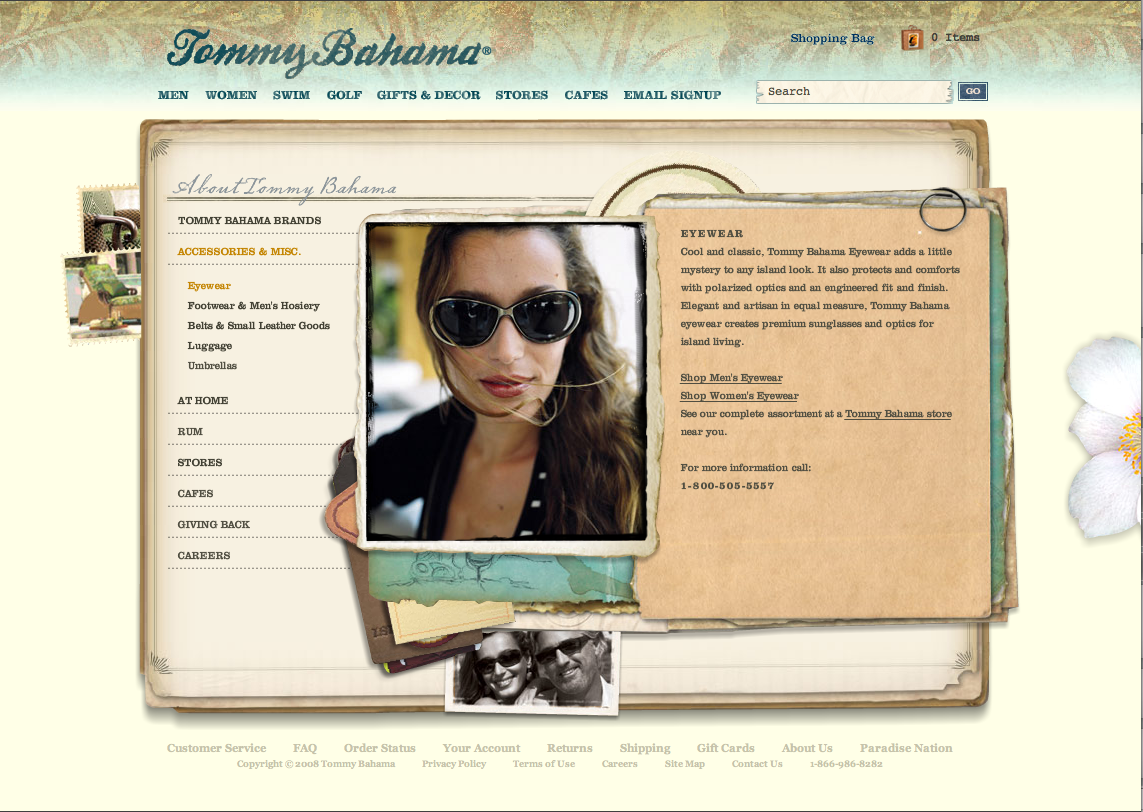 Tommy Bahama®
Shopping Bag
0 Items
MEN WOMEN SWIM GOLF GIFTS & DECOR STORES CAFES EMAIL SIGNUP
Search
GO
About Tommy Bahama
TOMMY BAHAMA BRANDS
ACCESSORIES & MISC.
Eyewear
Footwear & Men's Hosiery
Belts & Small Leather Goods
Luggage
Umbrellas
AT HOME
RUM
STORES
CAFES
GIVING BACK
CAREERS
EYEWEAR
Cool and classic, Tommy Bahama Eyewear adds a little
mystery to any island look. It also protects and comforts
with polarized optics and an engineered fit and finish.
Elegant and artisan in equal measure, Tommy Bahama
eyewear creates premium sunglasses and optics for
island living.
Shop Men's Eyewear
Shop Women's Eyewear
See our complete assortment at a Tommy Bahama store
near you.
For more information call:
1-800-505-5557
Customer Service FAQ Order Status Your Account Returns Shipping Gift Cards About Us Paradise Nation
Copyright © 2008 Tommy Bahama Privacy Policy Terms of Use Careers Site Map Contact Us 1-866-986-8282